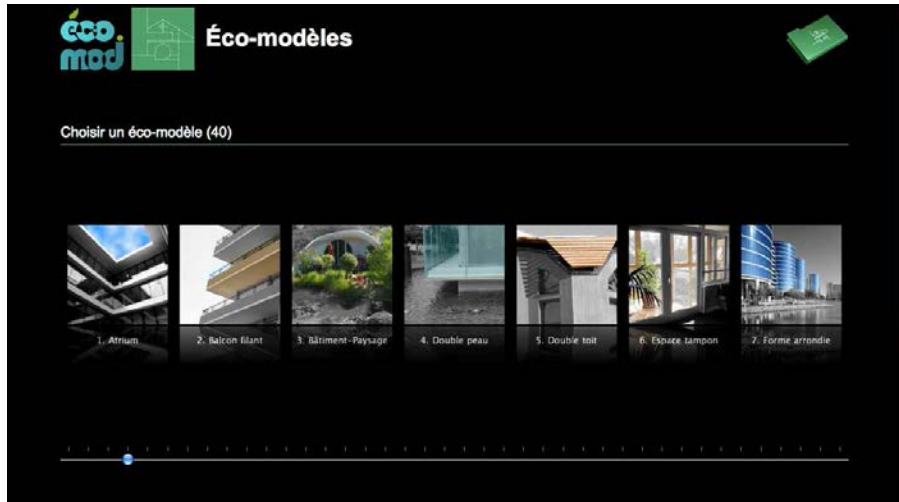 éco.
mod
Éco-modèles
Choisir un éco-modèle (40)
1. Atrium
2. Balcon filant
3. Bâtiment-Paysage
4. Double peau
5. Double toit
6. Espace tampon
7. Forme arrondie